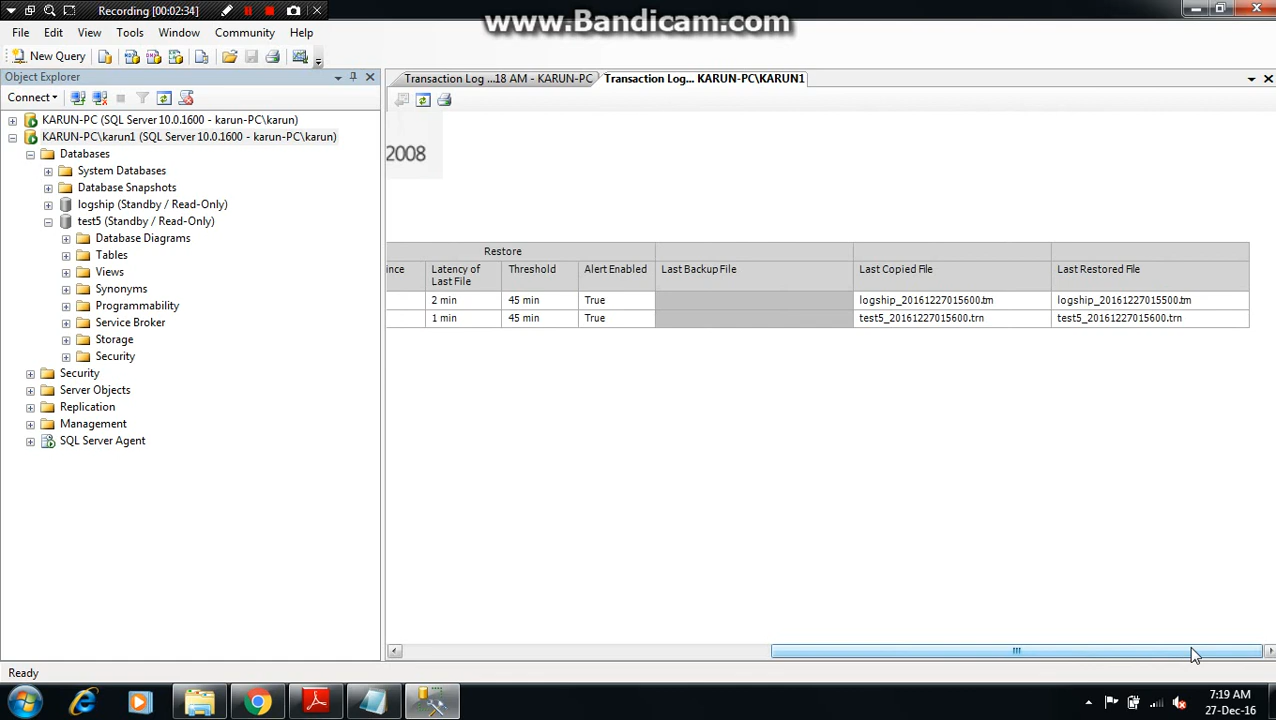 Recording [00:02:34]
www.Bandicam.com
File Edit View Tools Window Community Help
New Query
Object Explorer
Transaction Log ...18 AM - KARUN-PC
Transaction Log... KARUN-PC\KARUN1
Connect
KARUN-PC (SQL Server 10.0.1600 - karun-PC\karun)
KARUN-PC\karun1 (SQL Server 10.0.1600 - karun-PC\karun)
Databases
System Databases
Database Snapshots
logship (Standby / Read-Only)
test5 (Standby / Read-Only)
Database Diagrams
Tables
Views
Synonyms
Programmability
Service Broker
Storage
Security
Security
Server Objects
Replication
Management
SQL Server Agent
2008
Restore
ince Latency of Last File Threshold Alert Enabled Last Backup File Last Copied File Last Restored File
2 min 45 min True logship_20161227015600.trn logship_20161227015500.trn
1 min 45 min True test5_20161227015600.trn test5_20161227015600.trn
Ready
7:19 AM
27-Dec-16